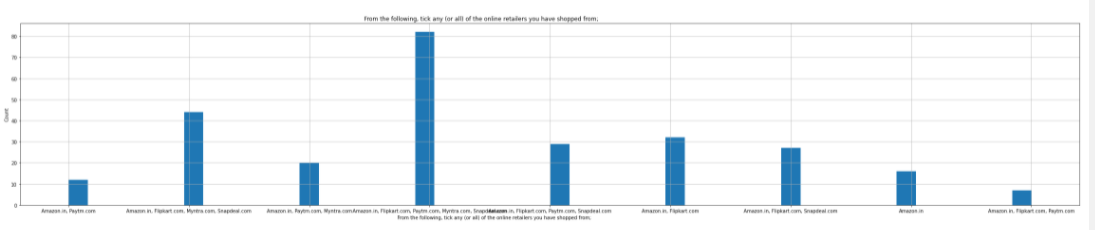 From the following, tick any (or all) of the online retailers you have shopped from;
80
70
60
50
40
30
20
10
0
Count
Amazon.in, Paytm.com
Amazon.in, Flipkart.com, Myntra.com, Snapdeal.com
Amazon.in, Paytm.com, Myntra.com
Amazon.in, Flipkart.com, Paytm.com, Myntra.com, Snapdeal.com
Amazon.in, Flipkart.com, Paytm.com, Snapdeal.com
Amazon.in, Flipkart.com
Amazon.in, Flipkart.com, Snapdeal.com
Amazon.in
Amazon.in, Flipkart.com, Paytm.com
from the following, tick any (or all) of the online retailers you have shopped from;